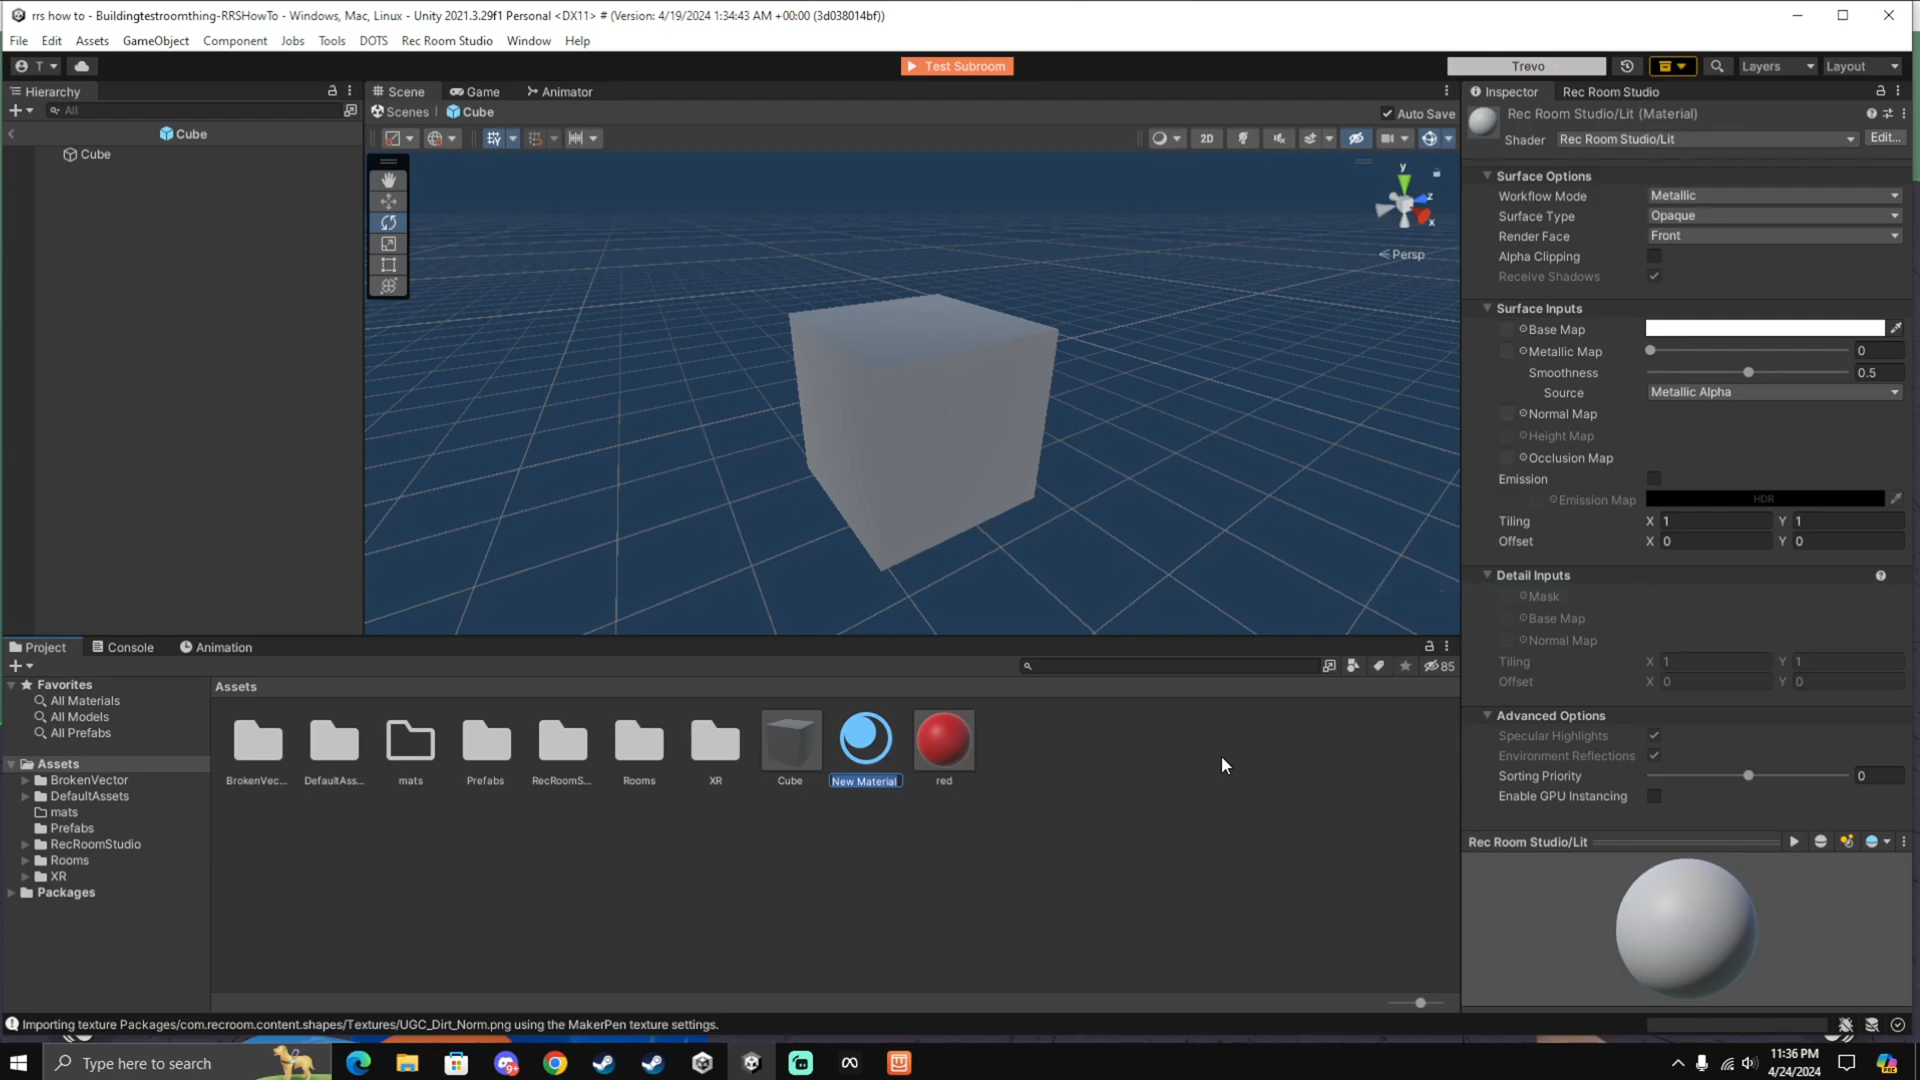 rrs how to - Buildingtestroomthing-RRSHowTo - Windows, Mac, Linux - Unity 2021.3.29f1 Personal <DX11> # (Version: 4/19/2024 1:34:43 AM +00:00 (3d038014bf))
File Edit Assets GameObject Component Jobs Tools DOTS Rec Room Studio Window Help
T Test Subroom Trevo Layers Layout
Hierarchy Scene Game Animator Inspector Rec Room Studio
All Scenes Cube Auto Save Rec Room Studio/Lit (Material)
Cube 2D Shader Rec Room Studio/Lit Edit...
Cube
y
z
x
Persp
Surface Options
Workflow Mode Metallic
Surface Type Opaque
Render Face Front
Alpha Clipping
Receive Shadows
Surface Inputs
Base Map
Metallic Map 0
Smoothness 0.5
Source Metallic Alpha
Normal Map
Height Map
Occlusion Map
Emission
Emission Map HDR
Tiling X 1 Y 1
Offset X 0 Y 0
Detail Inputs
Mask
Base Map
Normal Map
Tiling X 1 Y 1
Offset X 0 Y 0
Advanced Options
Specular Highlights
Environment Reflections
Sorting Priority 0
Enable GPU Instancing
Rec Room Studio/Lit
Project Console Animation
85
Favorites
All Materials
All Models
All Prefabs
Assets
BrokenVector
DefaultAssets
mats
Prefabs
RecRoomStudio
Rooms
XR
Packages
Assets
BrokenVec... DefaultAss... mats Prefabs RecRoomS... Rooms XR Cube New Material red
Importing texture Packages/com.recroom.content.shapes/Textures/UGC_Dirt_Norm.png using the MakerPen texture settings.
Type here to search
9+
11:36 PM
4/24/2024
PRE